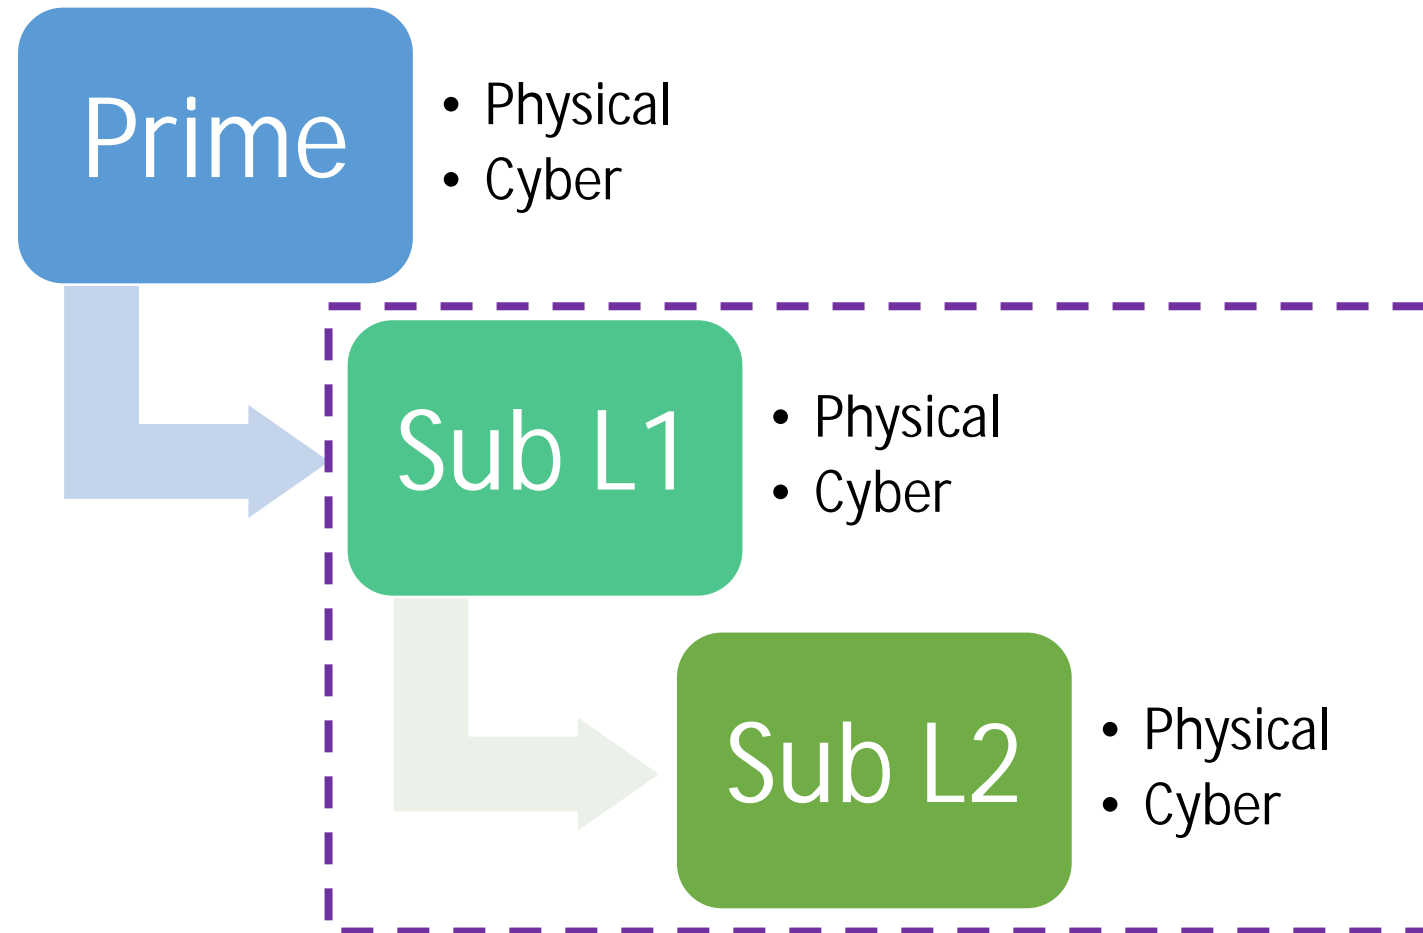 Prime
• Physical
• Cyber
Sub L1
• Physical
• Cyber
Sub L2
• Physical
• Cyber